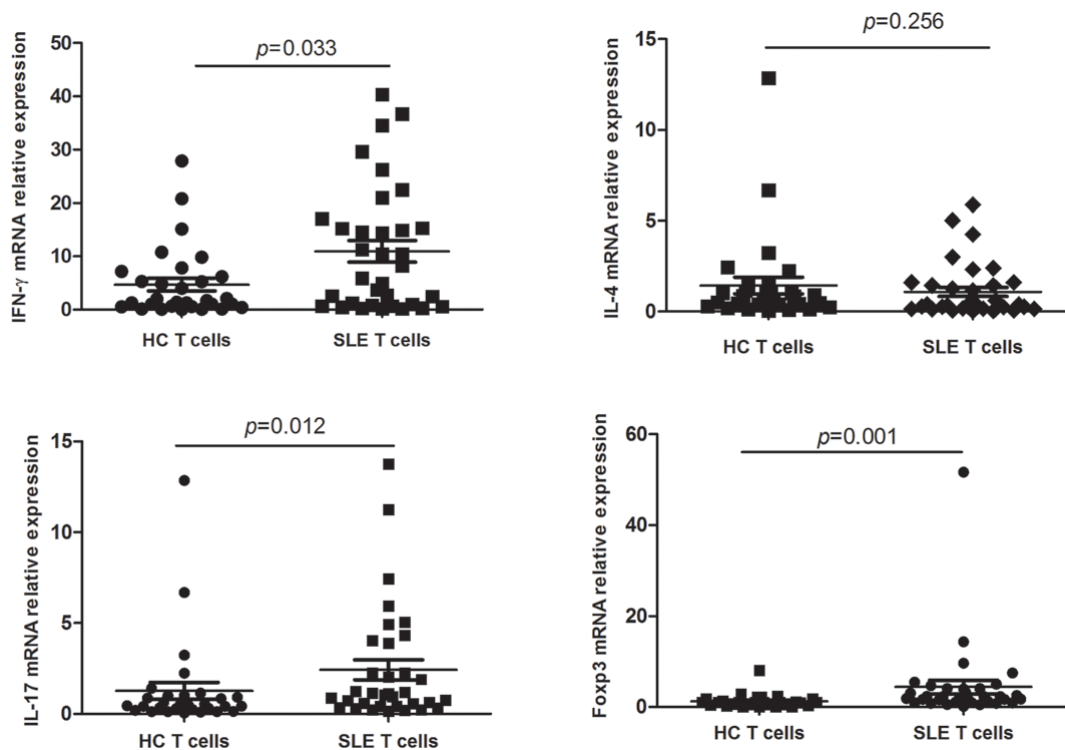 IFN-γ mRNA relative expression
50
40
30
20
10
0
p=0.033
HC T cells
SLE T cells
IL-4 mRNA relative expression
15
10
5
0
p=0.256
HC T cells
SLE T cells
IL-17 mRNA relative expression
15
10
5
0
p=0.012
HC T cells
SLE T cells
Foxp3 mRNA relative expression
60
40
20
0
p=0.001
HC T cells
SLE T cells